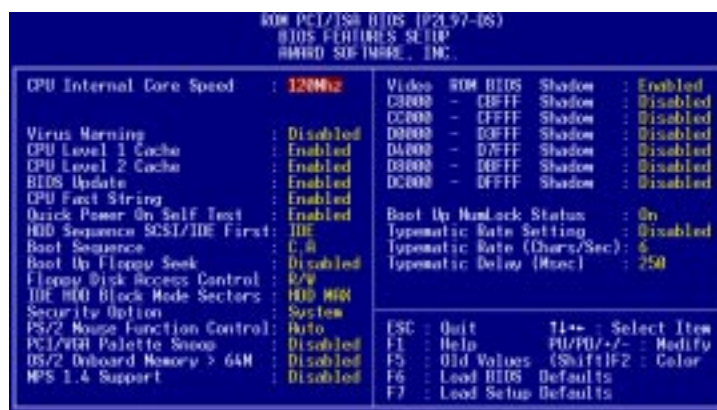 ROM PCI/ISA BIOS (P2L97-DS)
BIOS FEATURES SETUP
AWARD SOFTWARE, INC.
CPU Internal Core Speed : 120Mhz
Virus Warning : Disabled
CPU Level 1 Cache : Enabled
CPU Level 2 Cache : Enabled
BIOS Update : Enabled
CPU Fast String : Enabled
Quick Power On Self Test : Enabled
HDD Sequence SCSI/IDE First: IDE
Boot Sequence : C,A
Boot Up Floppy Seek : Disabled
Floppy Disk Access Control : R/W
IDE HDD Block Mode Sectors : HDD MAX
Security Option : System
PS/2 Mouse Function Control: Auto
PCI/VGA Palette Snoop : Disabled
OS/2 Onboard Memory > 64M : Disabled
MPS 1.4 Support : Disabled
Video ROM BIOS Shadow : Enabled
C8000 - CBFFF Shadow : Disabled
CC000 - CFFFF Shadow : Disabled
D0000 - D3FFF Shadow : Disabled
D4000 - D7FFF Shadow : Disabled
D8000 - DBFFF Shadow : Disabled
DC000 - DFFFF Shadow : Disabled
Boot Up NumLock Status : On
Typematic Rate Setting : Disabled
Typematic Rate (Chars/Sec): 6
Typematic Delay (Msec) : 250
ESC : Quit ↑↓→← : Select Item
F1 : Help PU/PD/+/- : Modify
F5 : Old Values (Shift)F2 : Color
F6 : Load BIOS Defaults
F7 : Load Setup Defaults